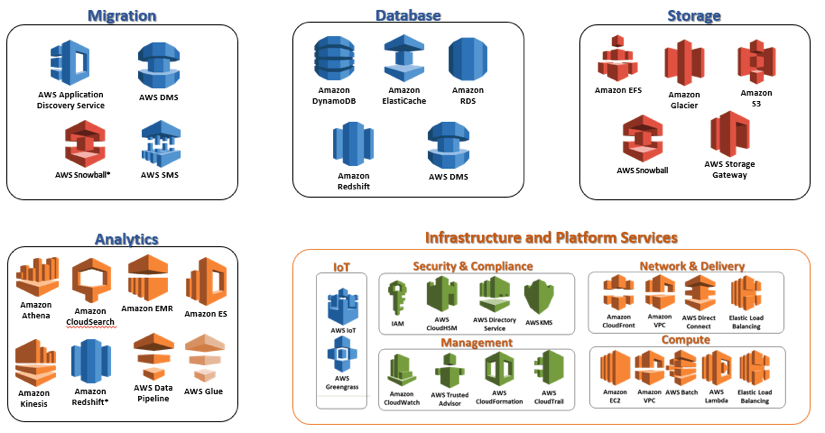 Migration
AWS Application
Discovery Service
AWS DMS
AWS Snowball*
AWS SMS
Database
Amazon
DynamoDB
Amazon
ElastiCache
Amazon
RDS
Amazon
Redshift
AWS DMS
Storage
Amazon EFS
Amazon
Glacier
Amazon
S3
AWS Snowball
AWS Storage
Gateway
Analytics
Amazon
Athena
Amazon
CloudSearch
Amazon EMR
Amazon ES
Amazon
Kinesis
Amazon
Redshift*
AWS Data
Pipeline
AWS Glue
Infrastructure and Platform Services
IoT
AWS IoT
AWS
Greengrass
Security & Compliance
IAM
AWS
CloudHSM
AWS Directory
Service
AWS KMS
Management
Amazon
CloudWatch
AWS Trusted
Advisor
AWS
CloudFormation
AWS
CloudTrail
Network & Delivery
Amazon
CloudFront
Amazon
VPC
AWS Direct
Connect
Elastic Load
Balancing
Compute
Amazon
EC2
Amazon
VPC
AWS Batch
AWS
Lambda
Elastic Load
Balancing